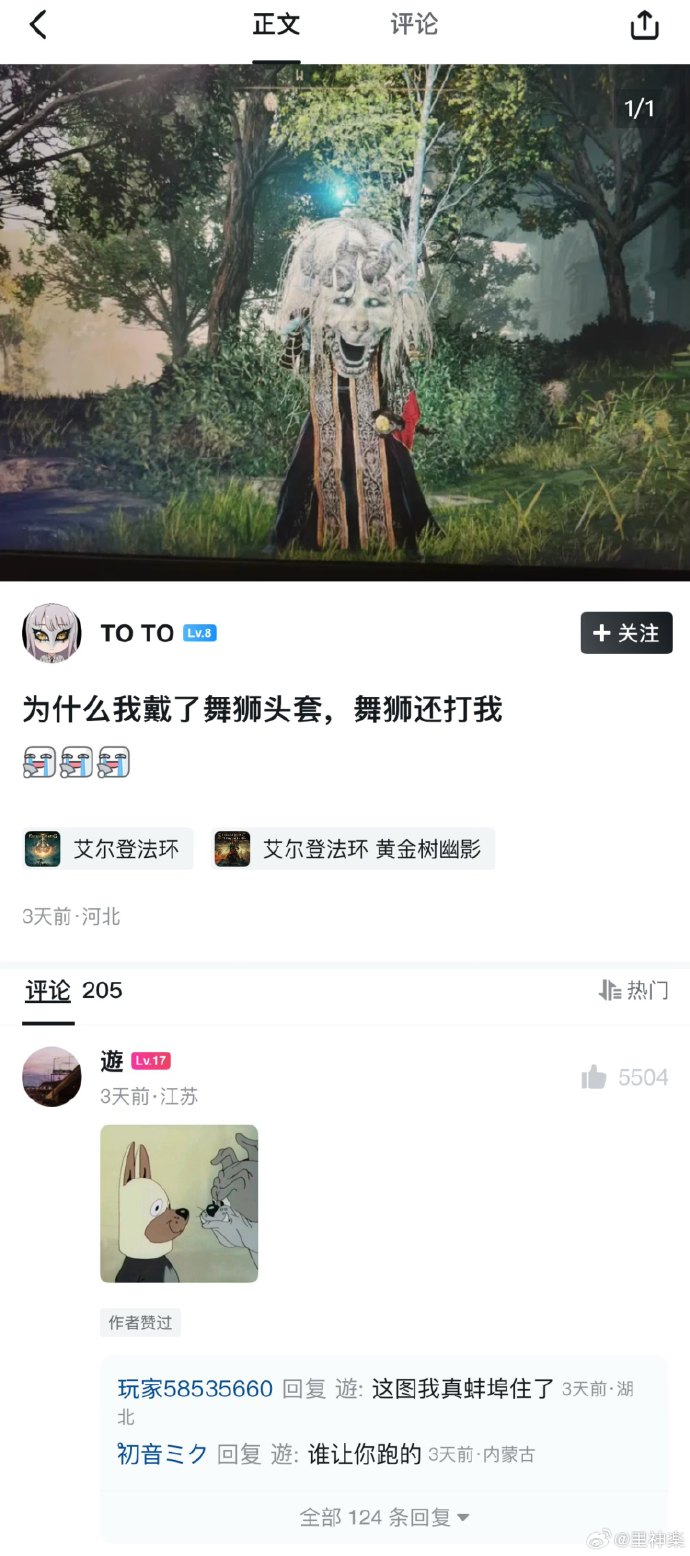 正文
评论
1/1
TO TO Lv.8
+ 关注
为什么我戴了舞狮头套，舞狮还打我
艾尔登法环
艾尔登法环 黄金树幽影
3天前·河北
评论 205
热门
遊 Lv.17
3天前·江苏
5504
作者赞过
玩家58535660 回复 遊: 这图我真蚌埠住了 3天前·湖
北
初音ミク 回复 遊: 谁让你跑的 3天前·内蒙古
全部 124 条回复
@里神楽